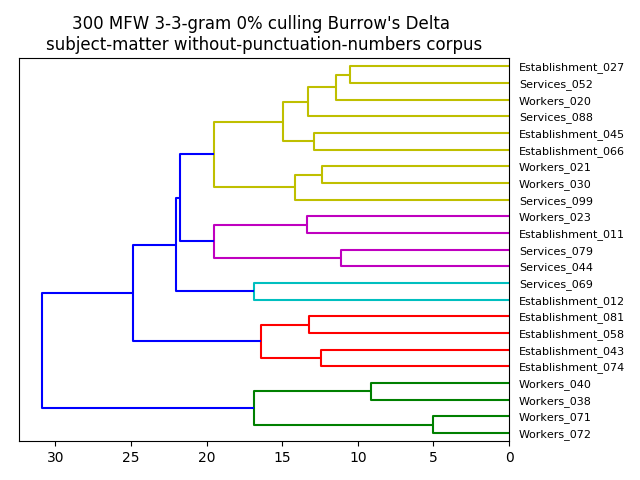 300 MFW 3-3-gram 0% culling Burrow's Delta
subject-matter without-punctuation-numbers corpus
Establishment_027
Services_052
Workers_020
Services_088
Establishment_045
Establishment_066
Workers_021
Workers_030
Services_099
Workers_023
Establishment_011
Services_079
Services_044
Services_069
Establishment_012
Establishment_081
Establishment_058
Establishment_043
Establishment_074
Workers_040
Workers_038
Workers_071
Workers_072
30 25 20 15 10 5 0